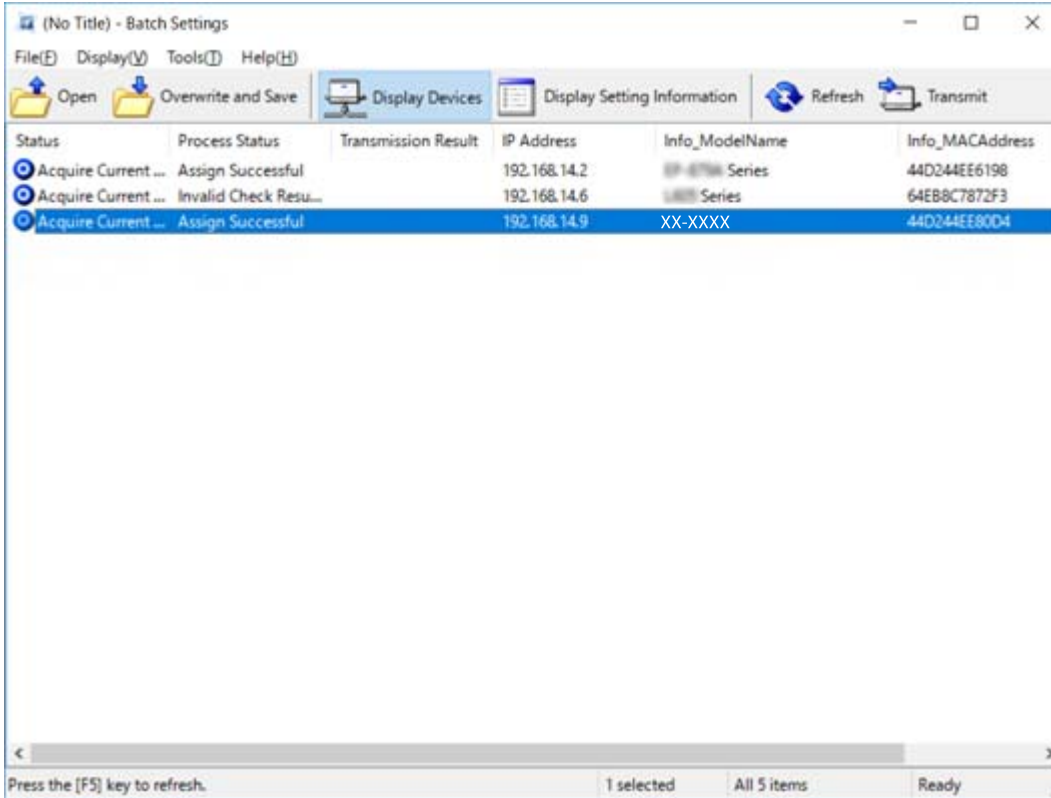 (No Title) - Batch Settings
File(F) Display(V) Tools(T) Help(H)
Open Overwrite and Save Display Devices Display Setting Information Refresh Transmit
Status Process Status Transmission Result IP Address Info_ModelName Info_MACAddress
Acquire Current ... Assign Successful 192.168.14.2 Series 44D244EE6198
Acquire Current ... Invalid Check Resu... 192.168.14.6 Series 64EB8C7872F3
Acquire Current ... Assign Successful 192.168.14.9 XX-XXXX 44D244EE80D4
Press the [F5] key to refresh. 1 selected All 5 items Ready